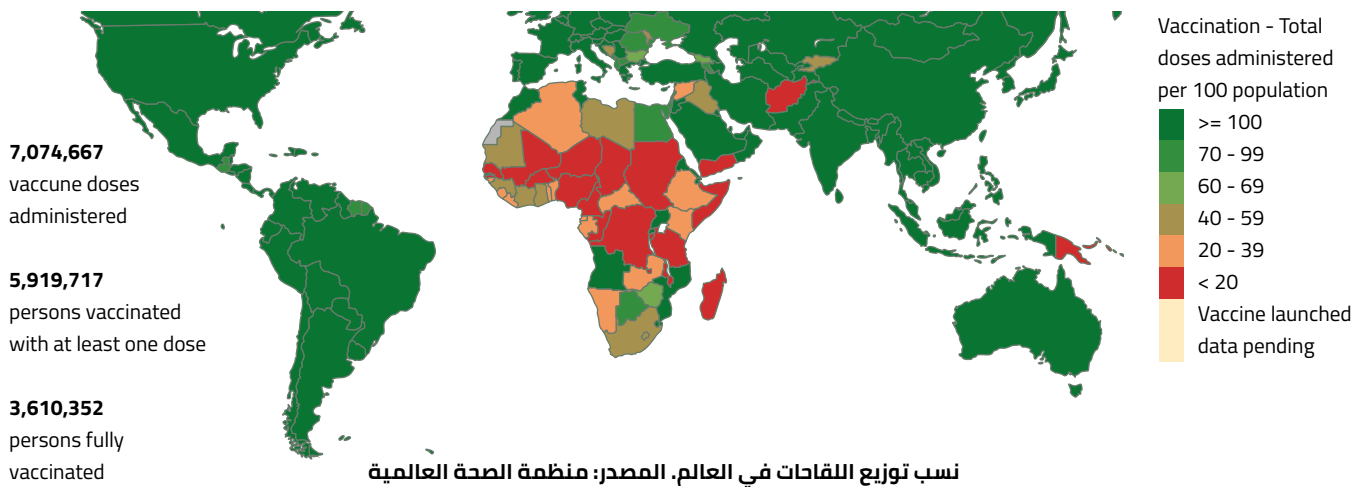 7,074,667
vaccune doses
administered
5,919,717
persons vaccinated
with at least one dose
3,610,352
persons fully
vaccinated
Vaccination - Total
doses administered
per 100 population
>= 100
70 - 99
60 - 69
40 - 59
20 - 39
< 20
Vaccine launched
data pending
نسب توزيع اللقاحات في العالم. المصدر: منظمة الصحة العالمية